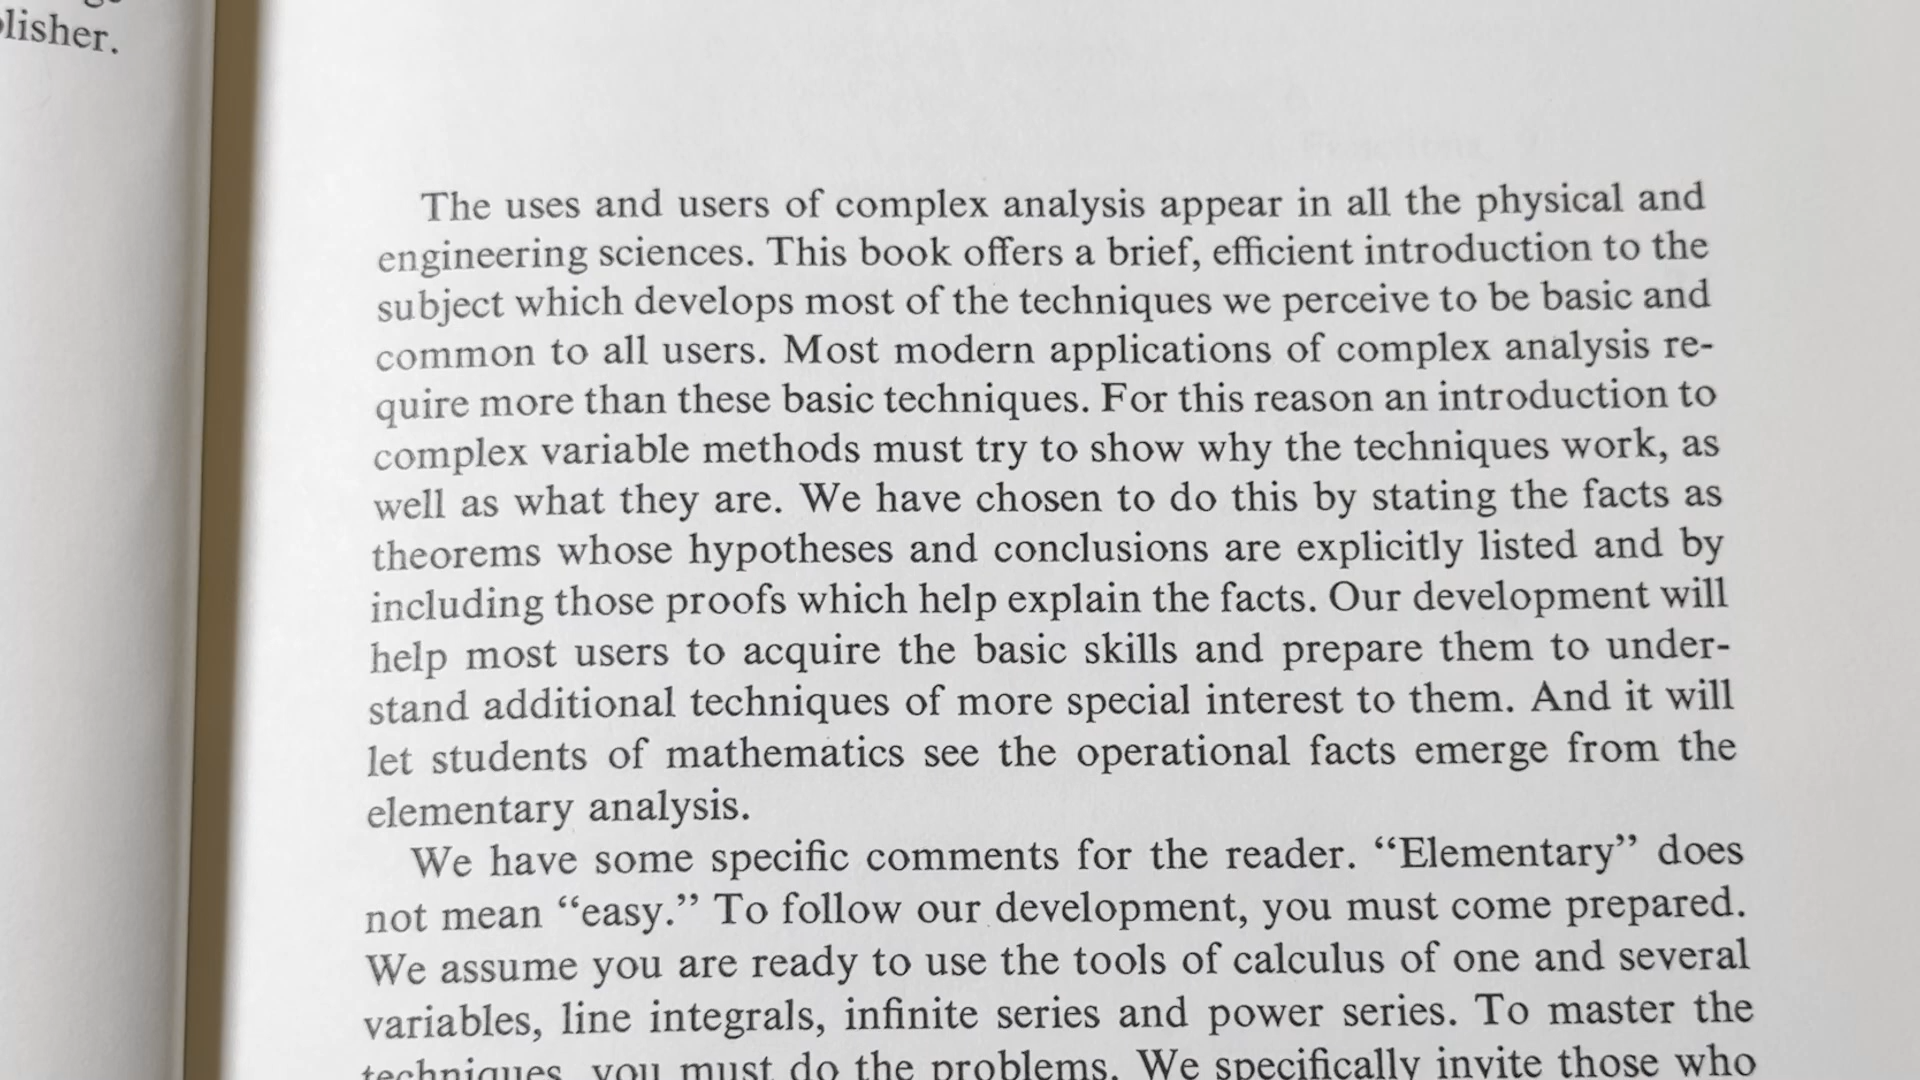 lisher.
The uses and users of complex analysis appear in all the physical and
engineering sciences. This book offers a brief, efficient introduction to the
subject which develops most of the techniques we perceive to be basic and
common to all users. Most modern applications of complex analysis re-
quire more than these basic techniques. For this reason an introduction to
complex variable methods must try to show why the techniques work, as
well as what they are. We have chosen to do this by stating the facts as
theorems whose hypotheses and conclusions are explicitly listed and by
including those proofs which help explain the facts. Our development will
help most users to acquire the basic skills and prepare them to under-
stand additional techniques of more special interest to them. And it will
let students of mathematics see the operational facts emerge from the
elementary analysis.
We have some specific comments for the reader. “Elementary” does
not mean “easy.” To follow our development, you must come prepared.
We assume you are ready to use the tools of calculus of one and several
variables, line integrals, infinite series and power series. To master the
techniques, you must do the problems. We specifically invite those who